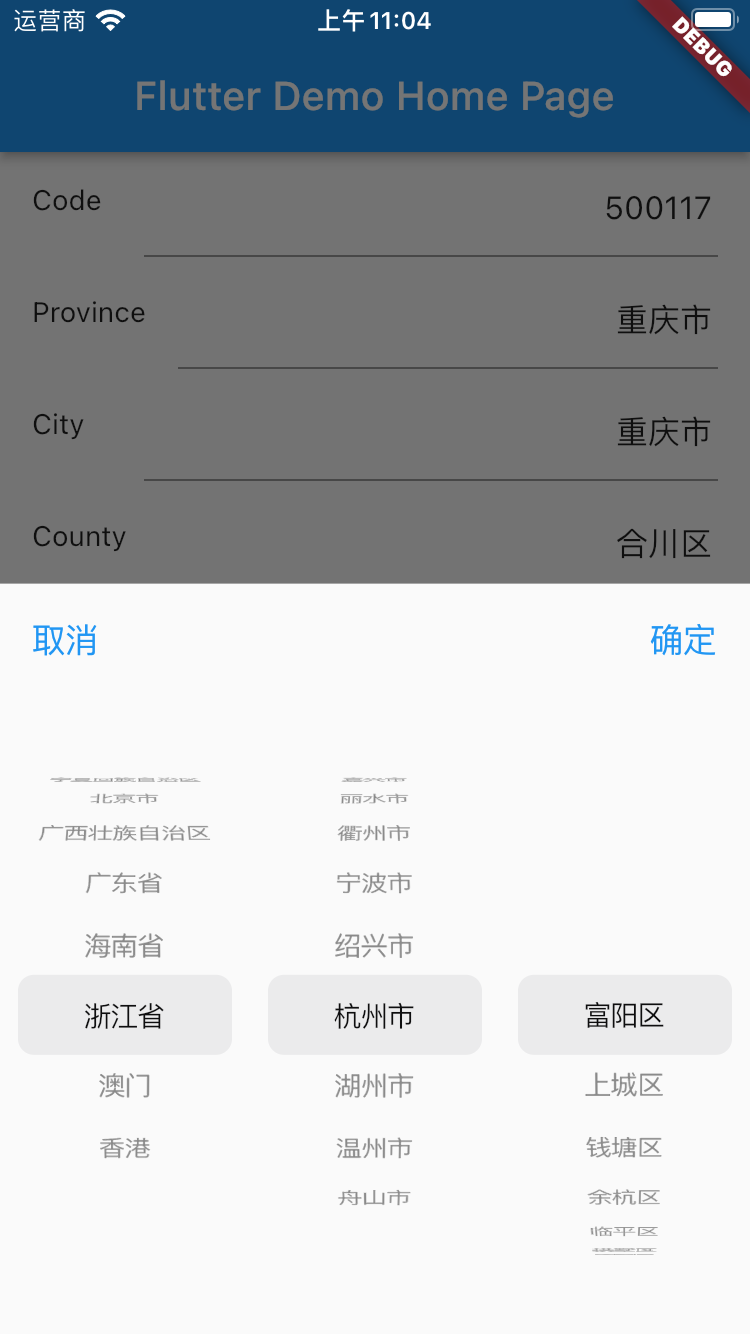 运营商 上午11:04
DEBUG
Flutter Demo Home Page
Code 500117
Province 重庆市
City 重庆市
County 合川区
取消 确定
北京市 丽水市
广西壮族自治区 衢州市
广东省 宁波市
海南省 绍兴市
浙江省 杭州市 富阳区
澳门 湖州市 上城区
香港 温州市 钱塘区
舟山市 余杭区
临平区